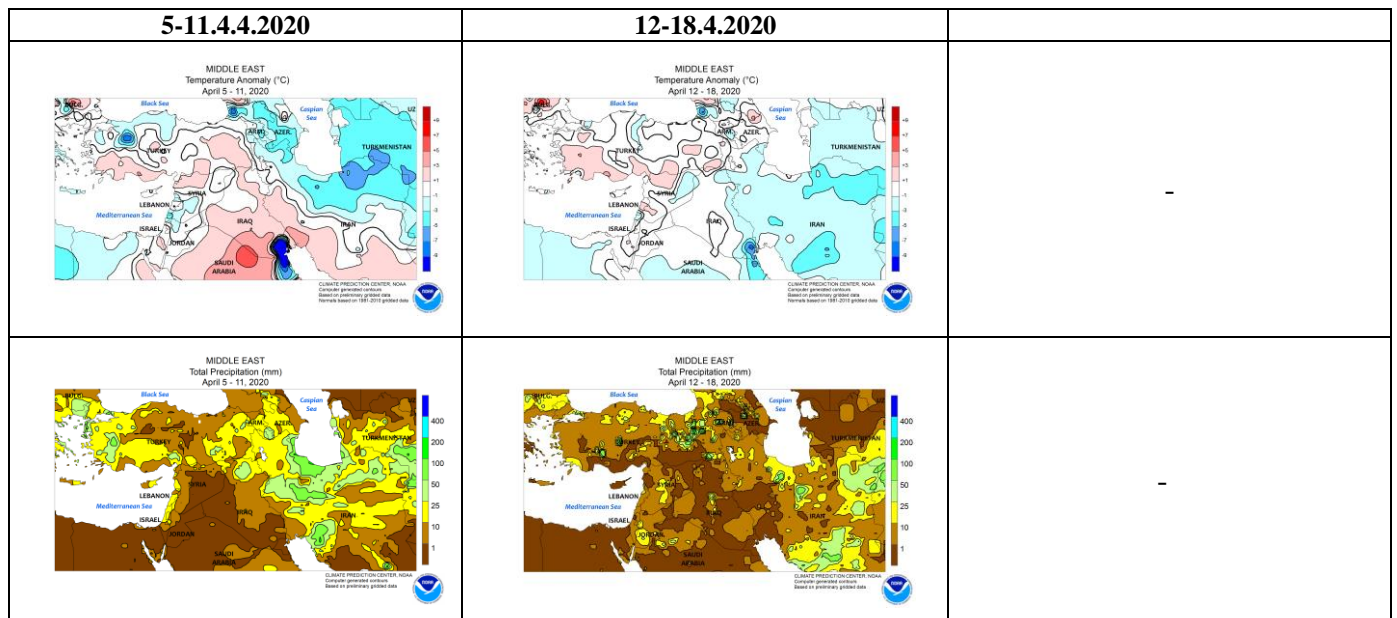 5-11.4.4.2020
12-18.4.2020
MIDDLE EAST
Temperature Anomaly (°C)
April 5 - 11, 2020
BULG.
Black Sea
Caspian
Sea
UZ
ARM.
AZER.
TURKEY
TURKMENISTAN
SYRIA
LEBANON
Mediterranean Sea
ISRAEL
IRAQ
IRAN
JORDAN
SAUDI
ARABIA
CLIMATE PREDICTION CENTER, NOAA
Computer generated contours
Based on preliminary gridded data
Normals based on 1981-2010 gridded data
MIDDLE EAST
Temperature Anomaly (°C)
April 12 - 18, 2020
BULG.
Black Sea
Caspian
Sea
UZ
ARM.
AZER.
TURKEY
TURKMENISTAN
SYRIA
LEBANON
Mediterranean Sea
ISRAEL
IRAQ
IRAN
JORDAN
SAUDI
ARABIA
CLIMATE PREDICTION CENTER, NOAA
Computer generated contours
Based on preliminary gridded data
Normals based on 1981-2010 gridded data
-
MIDDLE EAST
Total Precipitation (mm)
April 5 - 11, 2020
BULG.
Black Sea
Caspian
Sea
UZ
ARM.
AZER.
TURKEY
TURKMENISTAN
SYRIA
LEBANON
Mediterranean Sea
ISRAEL
IRAQ
IRAN
JORDAN
SAUDI
ARABIA
400
200
100
50
25
10
1
CLIMATE PREDICTION CENTER, NOAA
Computer generated contours
Based on preliminary gridded data
MIDDLE EAST
Total Precipitation (mm)
April 12 - 18, 2020
BULG.
Black Sea
Caspian
Sea
UZ
ARM.
AZER.
TURKEY
TURKMENISTAN
SYRIA
LEBANON
Mediterranean Sea
ISRAEL
IRAQ
IRAN
JORDAN
SAUDI
ARABIA
400
200
100
50
25
10
1
CLIMATE PREDICTION CENTER, NOAA
Computer generated contours
Based on preliminary gridded data
-